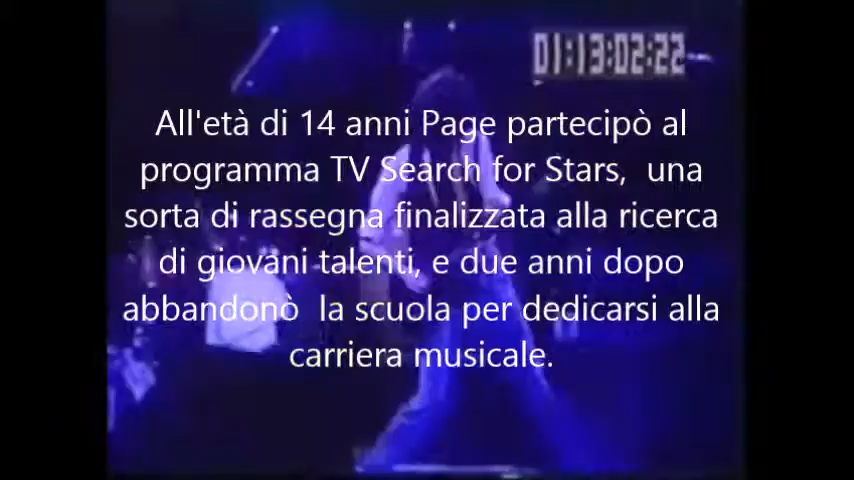 01:13:02:22
All'età di 14 anni Page partecipò al
programma TV Search for Stars, una
sorta di rassegna finalizzata alla ricerca
di giovani talenti, e due anni dopo
abbandonò la scuola per dedicarsi alla
carriera musicale.